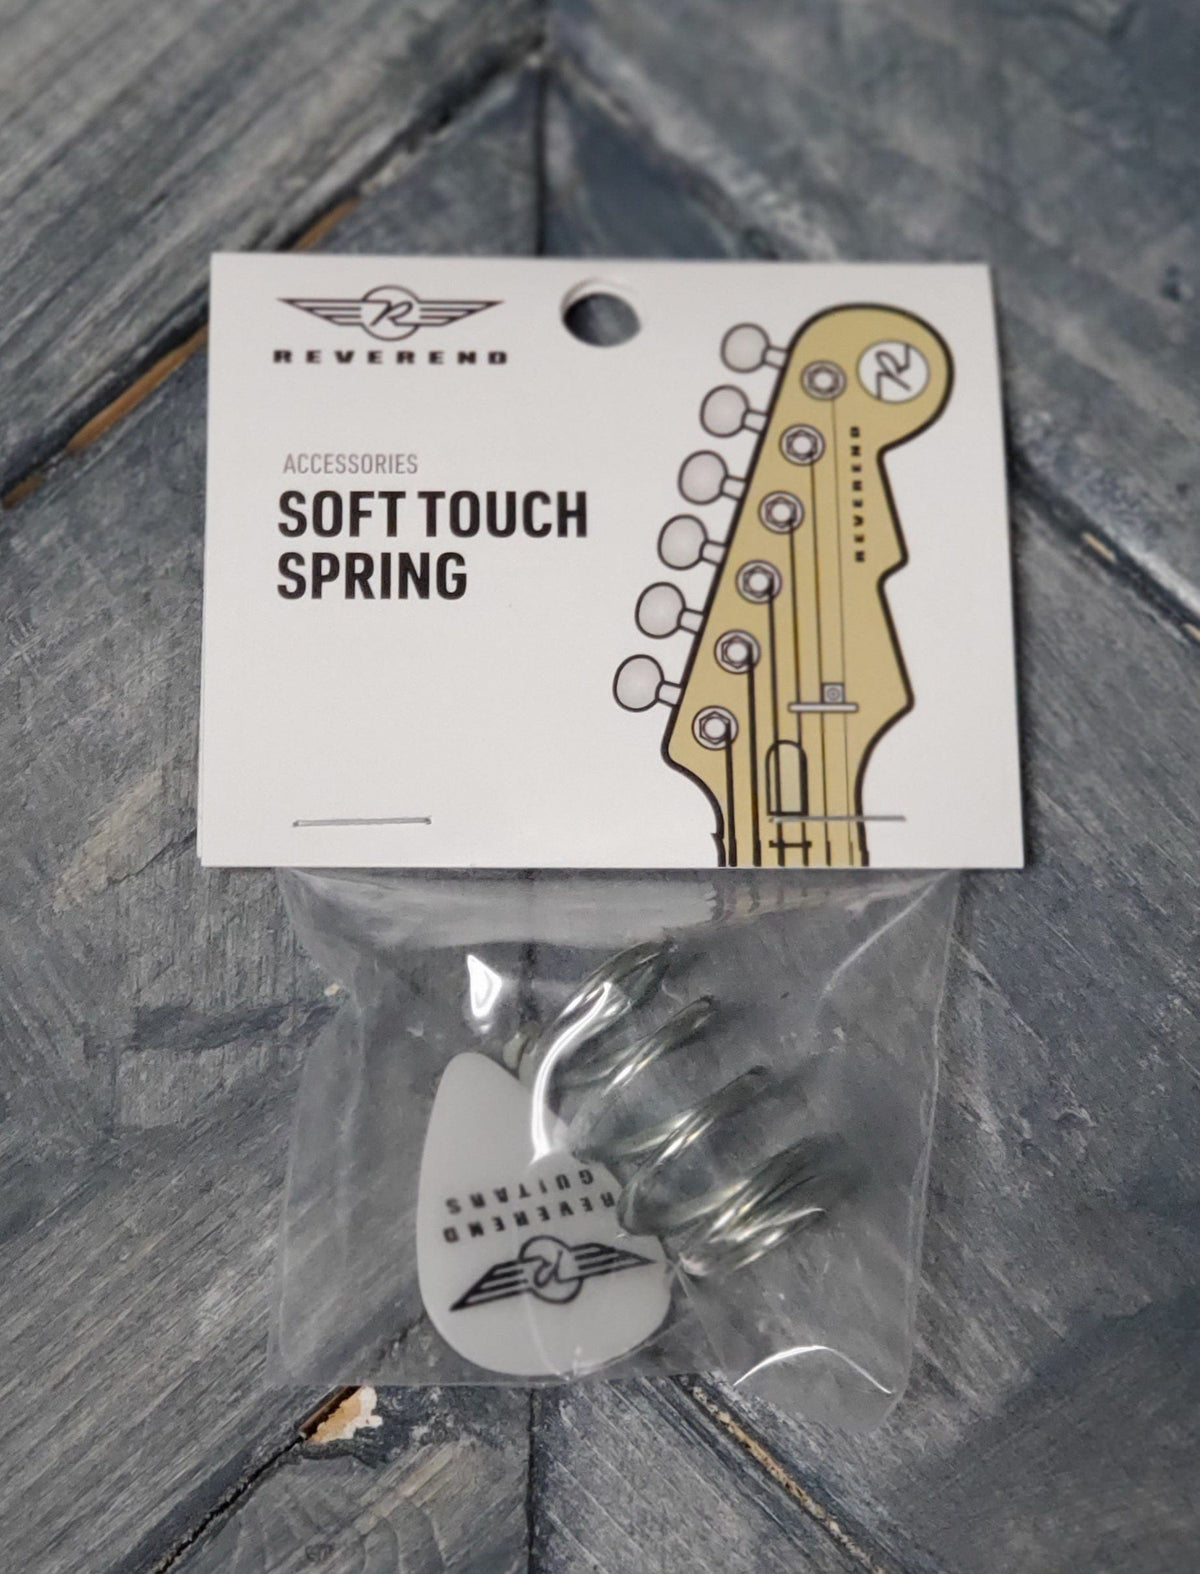 R
REVEREND
ACCESSORIES
SOFT TOUCH
SPRING
R
REVEREND
R
REVEREND
GUITARS